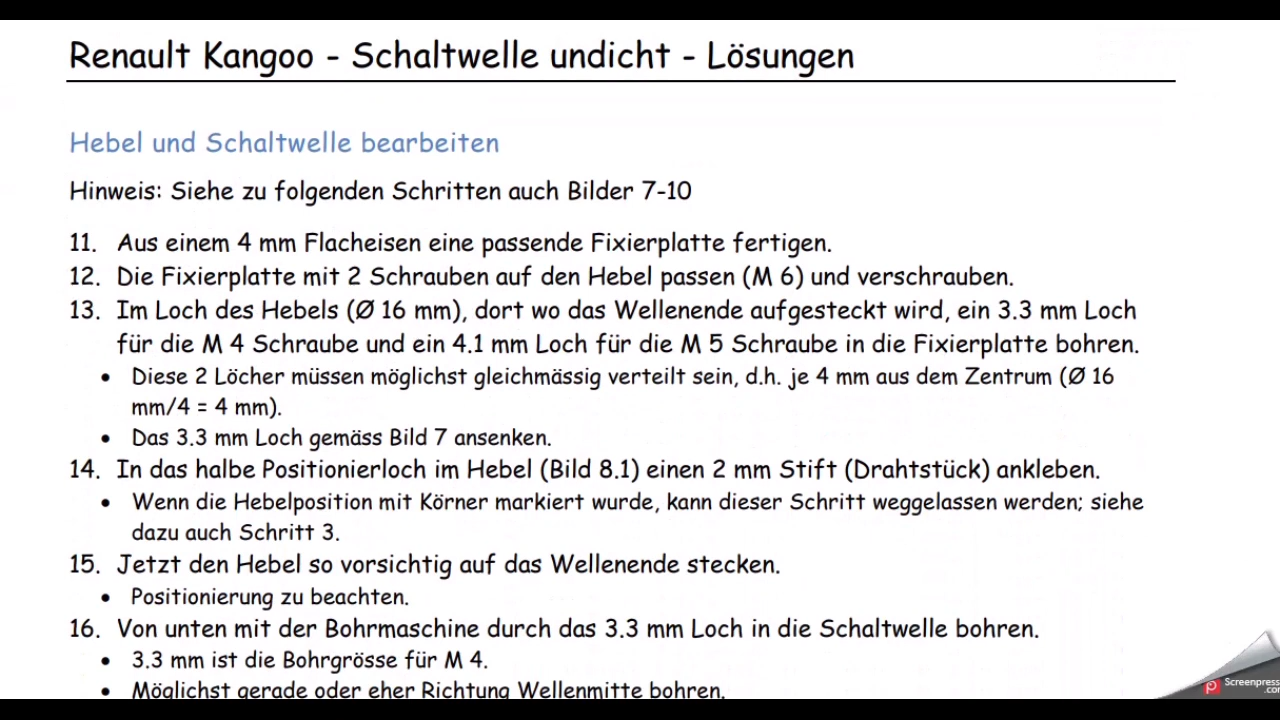 Renault Kangoo - Schaltwelle undicht - Lösungen
Hebel und Schaltwelle bearbeiten
Hinweis: Siehe zu folgenden Schritten auch Bilder 7-10
11. Aus einem 4 mm Flacheisen eine passende Fixierplatte fertigen.
12. Die Fixierplatte mit 2 Schrauben auf den Hebel passen (M 6) und verschrauben.
13. Im Loch des Hebels (Ø 16 mm), dort wo das Wellenende aufgesteckt wird, ein 3.3 mm Loch
für die M 4 Schraube und ein 4.1 mm Loch für die M 5 Schraube in die Fixierplatte bohren.
• Diese 2 Löcher müssen möglichst gleichmässig verteilt sein, d.h. je 4 mm aus dem Zentrum (Ø 16
mm/4 = 4 mm).
• Das 3.3 mm Loch gemäss Bild 7 ansenken.
14. In das halbe Positionierloch im Hebel (Bild 8.1) einen 2 mm Stift (Drahtstück) ankleben.
• Wenn die Hebelposition mit Körner markiert wurde, kann dieser Schritt weggelassen werden; siehe
dazu auch Schritt 3.
15. Jetzt den Hebel so vorsichtig auf das Wellenende stecken.
• Positionierung zu beachten.
16. Von unten mit der Bohrmaschine durch das 3.3 mm Loch in die Schaltwelle bohren.
• 3.3 mm ist die Bohrgrösse für M 4.
• Möglichst gerade oder eher Richtung Wellenmitte bohren.
Screenpress
.com